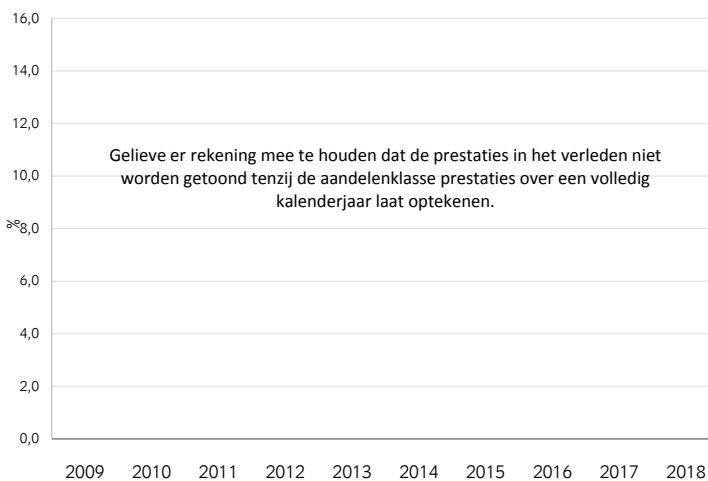 16,0
14,0
12,0
Gelieve er rekening mee te houden dat de prestaties in het verleden niet
worden getoond tenzij de aandelenklasse prestaties over een volledig
kalenderjaar laat optekenen.
10,0
%
8,0
6,0
4,0
2,0
0,0
2009 2010 2011 2012 2013 2014 2015 2016 2017 2018